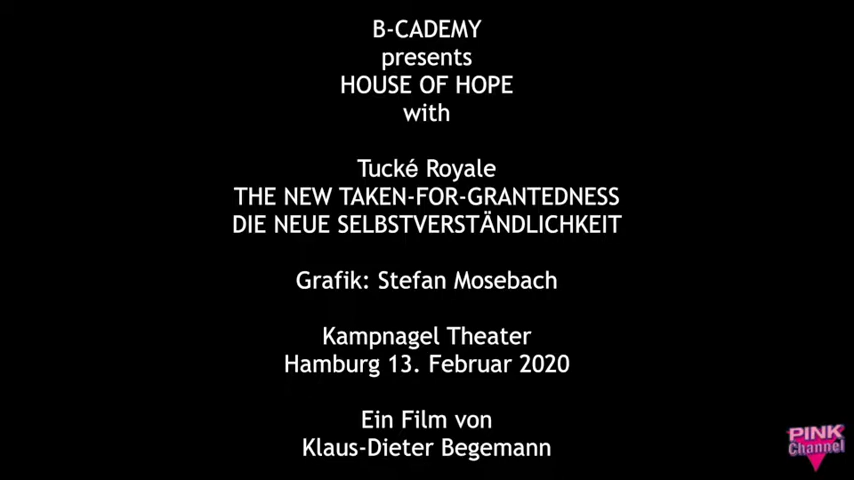 B-CADEMY
presents
HOUSE OF HOPE
with
Tucké Royale
THE NEW TAKEN-FOR-GRANTEDNESS
DIE NEUE SELBSTVERSTÄNDLICHKEIT
Grafik: Stefan Mosebach
Kampnagel Theater
Hamburg 13. Februar 2020
Ein Film von
Klaus-Dieter Begemann
PINK
Channel